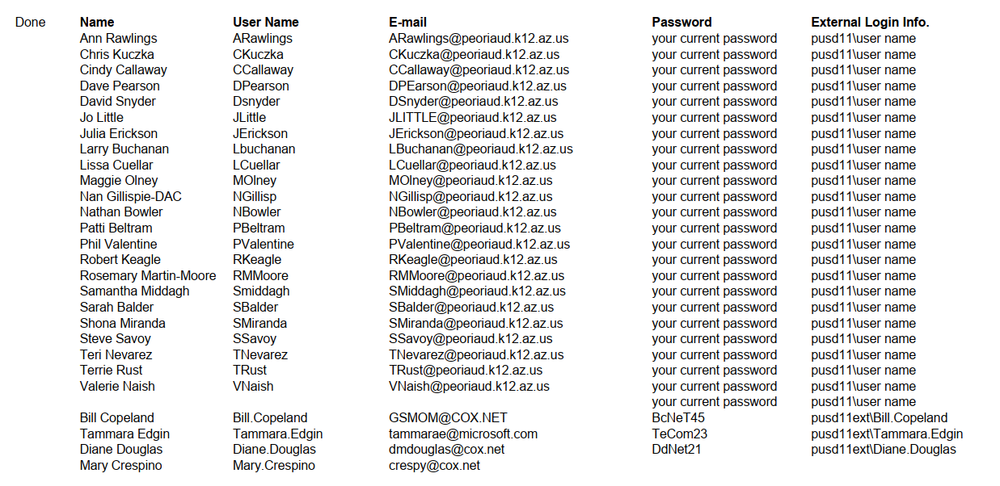 Done Name User Name E-mail Password External Login Info.
Ann Rawlings ARawlings ARawlings@peoriaud.k12.az.us your current password pusd11\user name
Chris Kuczka CKuczka CKuczka@peoriaud.k12.az.us your current password pusd11\user name
Cindy Callaway CCallaway CCallaway@peoriaud.k12.az.us your current password pusd11\user name
Dave Pearson DPearson DPEarson@peoriaud.k12.az.us your current password pusd11\user name
David Snyder Dsnyder DSnyder@peoriaud.k12.az.us your current password pusd11\user name
Jo Little JLittle JLITTLE@peoriaud.k12.az.us your current password pusd11\user name
Julia Erickson JErickson JErickson@peoriaud.k12.az.us your current password pusd11\user name
Larry Buchanan Lbuchanan LBuchanan@peoriaud.k12.az.us your current password pusd11\user name
Lissa Cuellar LCuellar LCuellar@peoriaud.k12.az.us your current password pusd11\user name
Maggie Olney MOlney MOlney@peoriaud.k12.az.us your current password pusd11\user name
Nan Gillispie-DAC NGillisp NGillisp@peoriaud.k12.az.us your current password pusd11\user name
Nathan Bowler NBowler NBowler@peoriaud.k12.az.us your current password pusd11\user name
Patti Beltram PBeltram PBeltram@peoriaud.k12.az.us your current password pusd11\user name
Phil Valentine PValentine PValentine@peoriaud.k12.az.us your current password pusd11\user name
Robert Keagle RKeagle RKeagle@peoriaud.k12.az.us your current password pusd11\user name
Rosemary Martin-Moore RMMoore RMMoore@peoriaud.k12.az.us your current password pusd11\user name
Samantha Middagh Smiddagh SMiddagh@peoriaud.k12.az.us your current password pusd11\user name
Sarah Balder SBalder SBalder@peoriaud.k12.az.us your current password pusd11\user name
Shona Miranda SMiranda SMiranda@peoriaud.k12.az.us your current password pusd11\user name
Steve Savoy SSavoy SSavoy@peoriaud.k12.az.us your current password pusd11\user name
Teri Nevarez TNevarez TNevarez@peoriaud.k12.az.us your current password pusd11\user name
Terrie Rust TRust TRust@peoriaud.k12.az.us your current password pusd11\user name
Valerie Naish VNaish VNaish@peoriaud.k12.az.us your current password pusd11\user name
your current password pusd11\user name
Bill Copeland Bill.Copeland GSMOM@COX.NET BcNeT45 pusd11ext\Bill.Copeland
Tammara Edgin Tammara.Edgin tammarae@microsoft.com TeCom23 pusd11ext\Tammara.Edgin
Diane Douglas Diane.Douglas dmdouglas@cox.net DdNet21 pusd11ext\Diane.Douglas
Mary Crespino Mary.Crespino crespy@cox.net